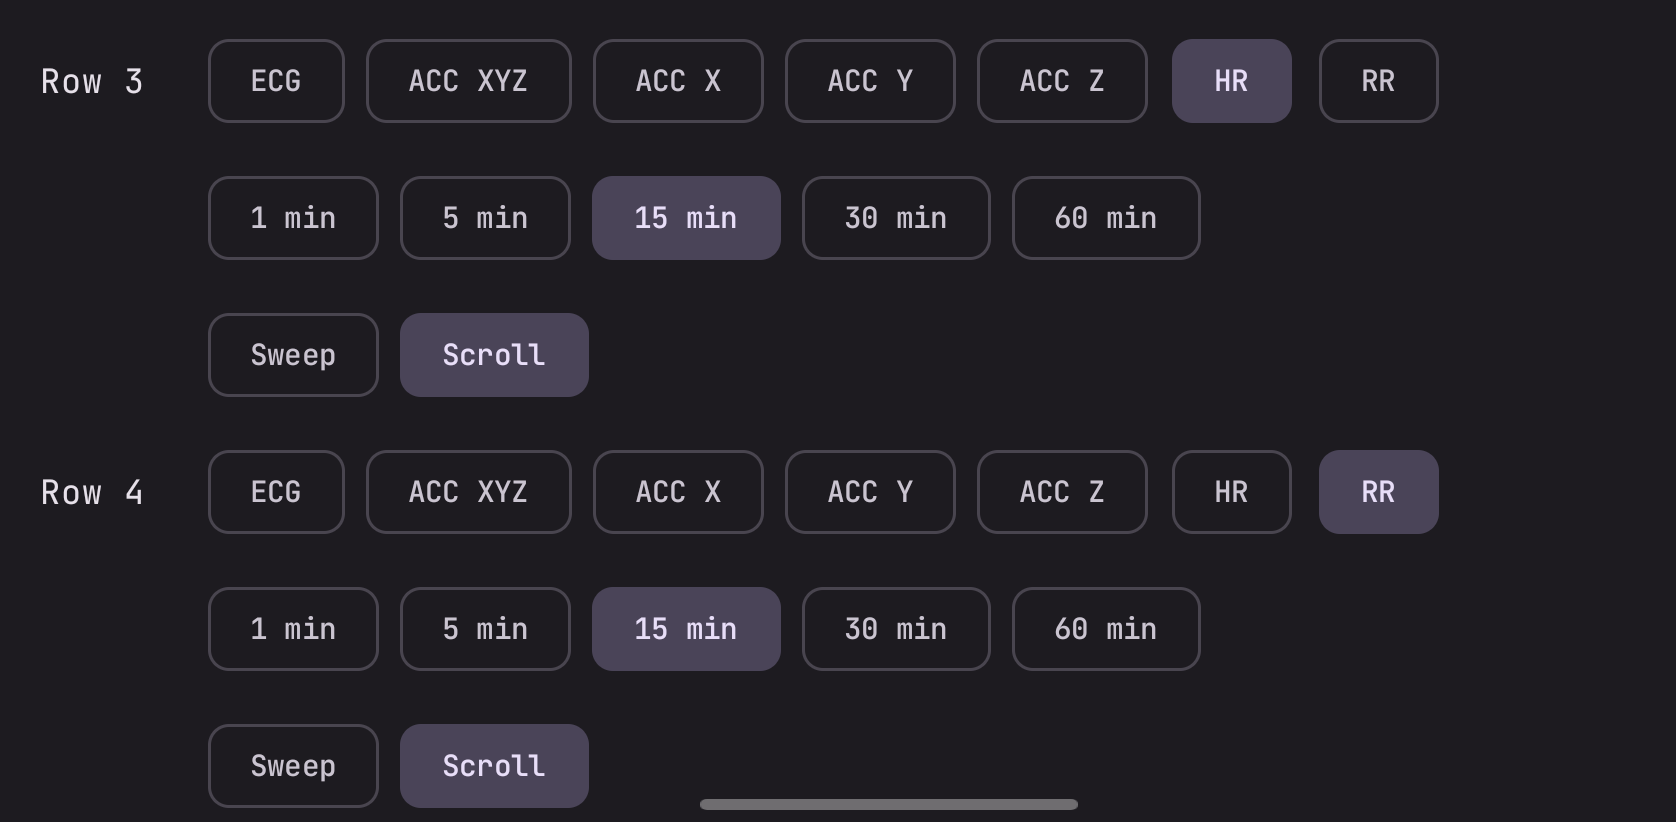 Row 3 ECG ACC XYZ ACC X ACC Y ACC Z HR RR
1 min 5 min 15 min 30 min 60 min
Sweep Scroll
Row 4 ECG ACC XYZ ACC X ACC Y ACC Z HR RR
1 min 5 min 15 min 30 min 60 min
Sweep Scroll